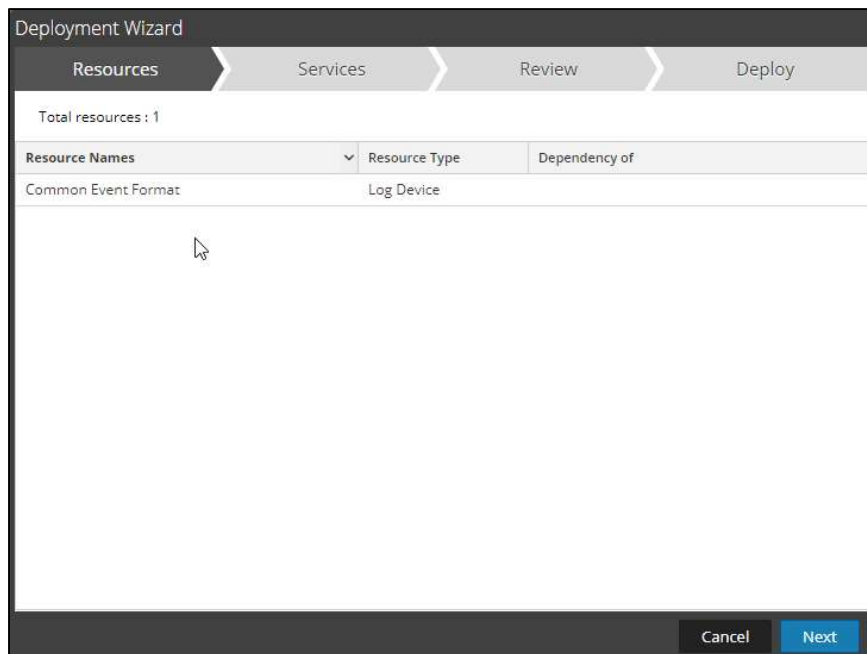 Deployment Wizard
Resources Services Review Deploy
Total resources : 1
Resource Names Resource Type Dependency of
Common Event Format Log Device
Cancel Next